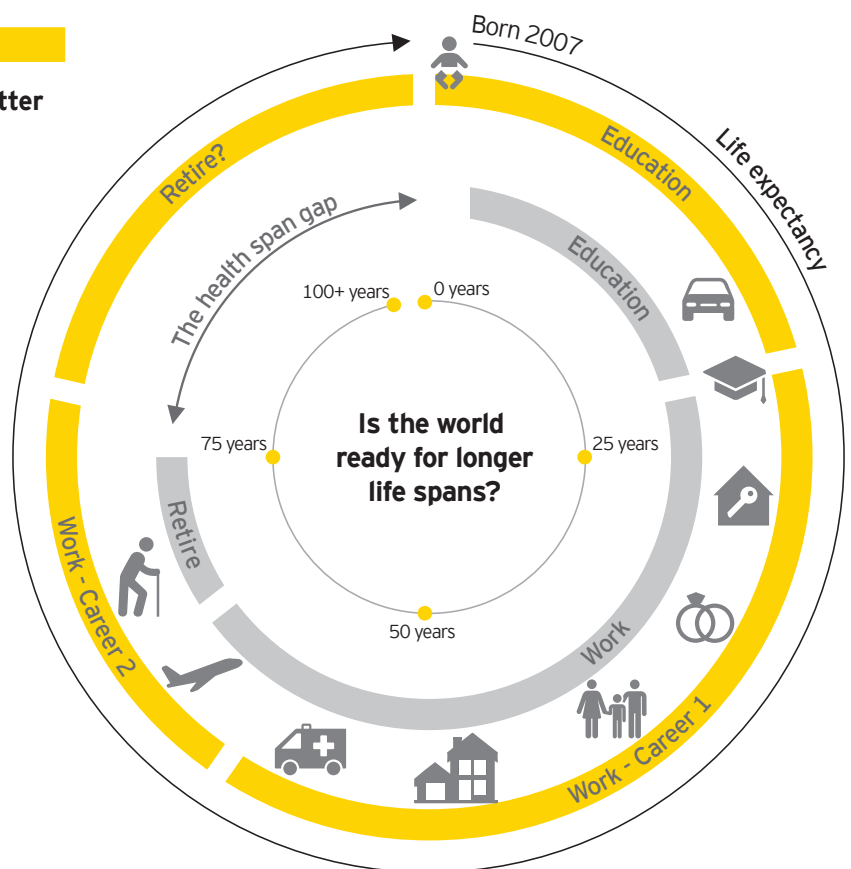 tter
Born 2007
Life expectancy
Education
Retire?
The health span gap
Education
100+ years
0 years
Is the world
ready for longer
life spans?
75 years
25 years
50 years
Retire
Work
Work - Career 2
Work - Career 1